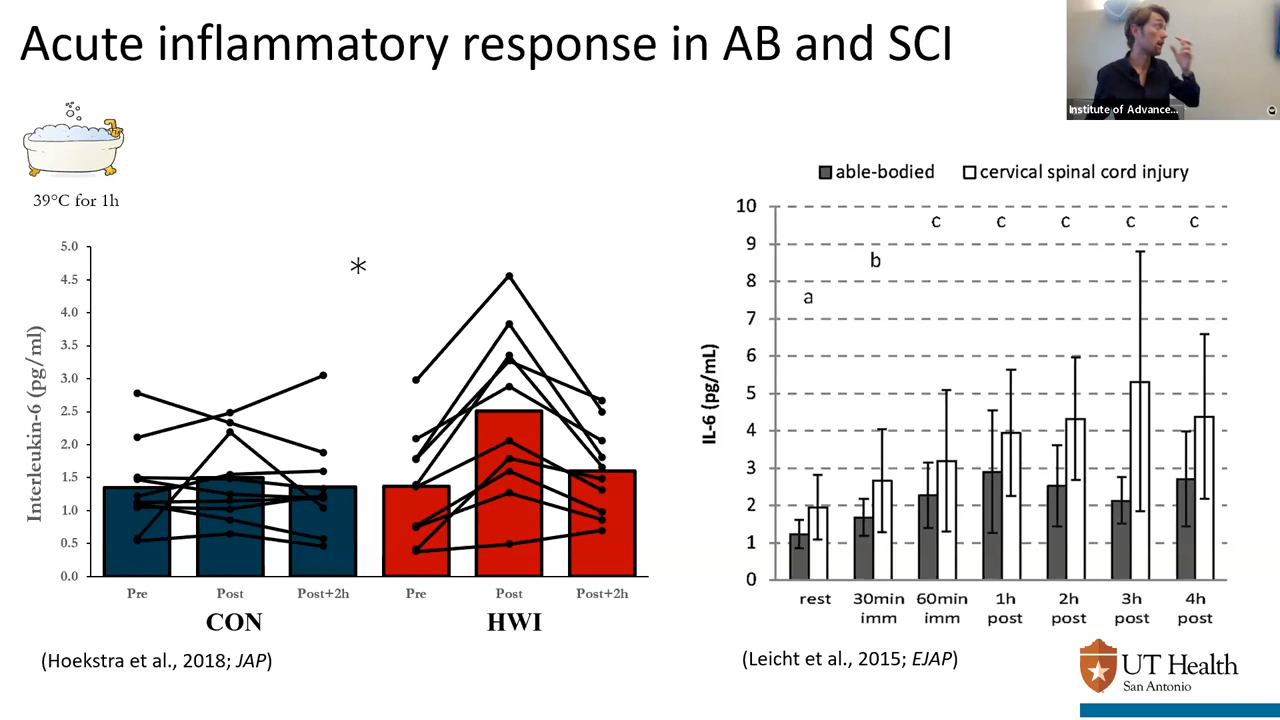 Acute inflammatory response in AB and SCI
Institute of Advance...
39°C for 1h
Interleukin-6 (pg/ml)
5.0
4.5
4.0
3.5
3.0
2.5
2.0
1.5
1.0
0.5
0.0
*
Pre Post Post+2h Pre Post Post+2h
CON HWI
(Hoekstra et al., 2018; JAP)
able-bodied cervical spinal cord injury
IL-6 (pg/mL)
10
9
8
7
6
5
4
3
2
1
0
a b c c c c c
rest 30min 60min 1h 2h 3h 4h
imm imm post post post post
(Leicht et al., 2015; EJAP)
UT Health
San Antonio